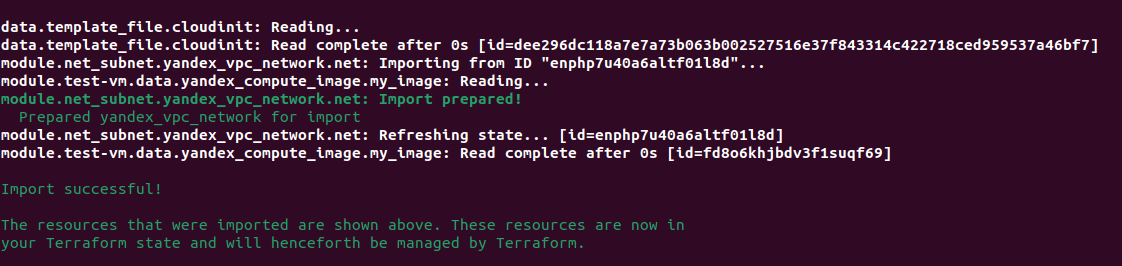 data.template_file.cloudinit: Reading...
data.template_file.cloudinit: Read complete after 0s [id=dee296dc118a7e7a73b063b002527516e37f843314c422718ced959537a46bf7]
module.net_subnet.yandex_vpc_network.net: Importing from ID "enphp7u40a6altf01l8d"...
module.test-vm.data.yandex_compute_image.my_image: Reading...
module.net_subnet.yandex_vpc_network.net: Import prepared!
  Prepared yandex_vpc_network for import
module.net_subnet.yandex_vpc_network.net: Refreshing state... [id=enphp7u40a6altf01l8d]
module.test-vm.data.yandex_compute_image.my_image: Read complete after 0s [id=fd8o6khjbdv3f1suqf69]
Import successful!
The resources that were imported are shown above. These resources are now in
your Terraform state and will henceforth be managed by Terraform.